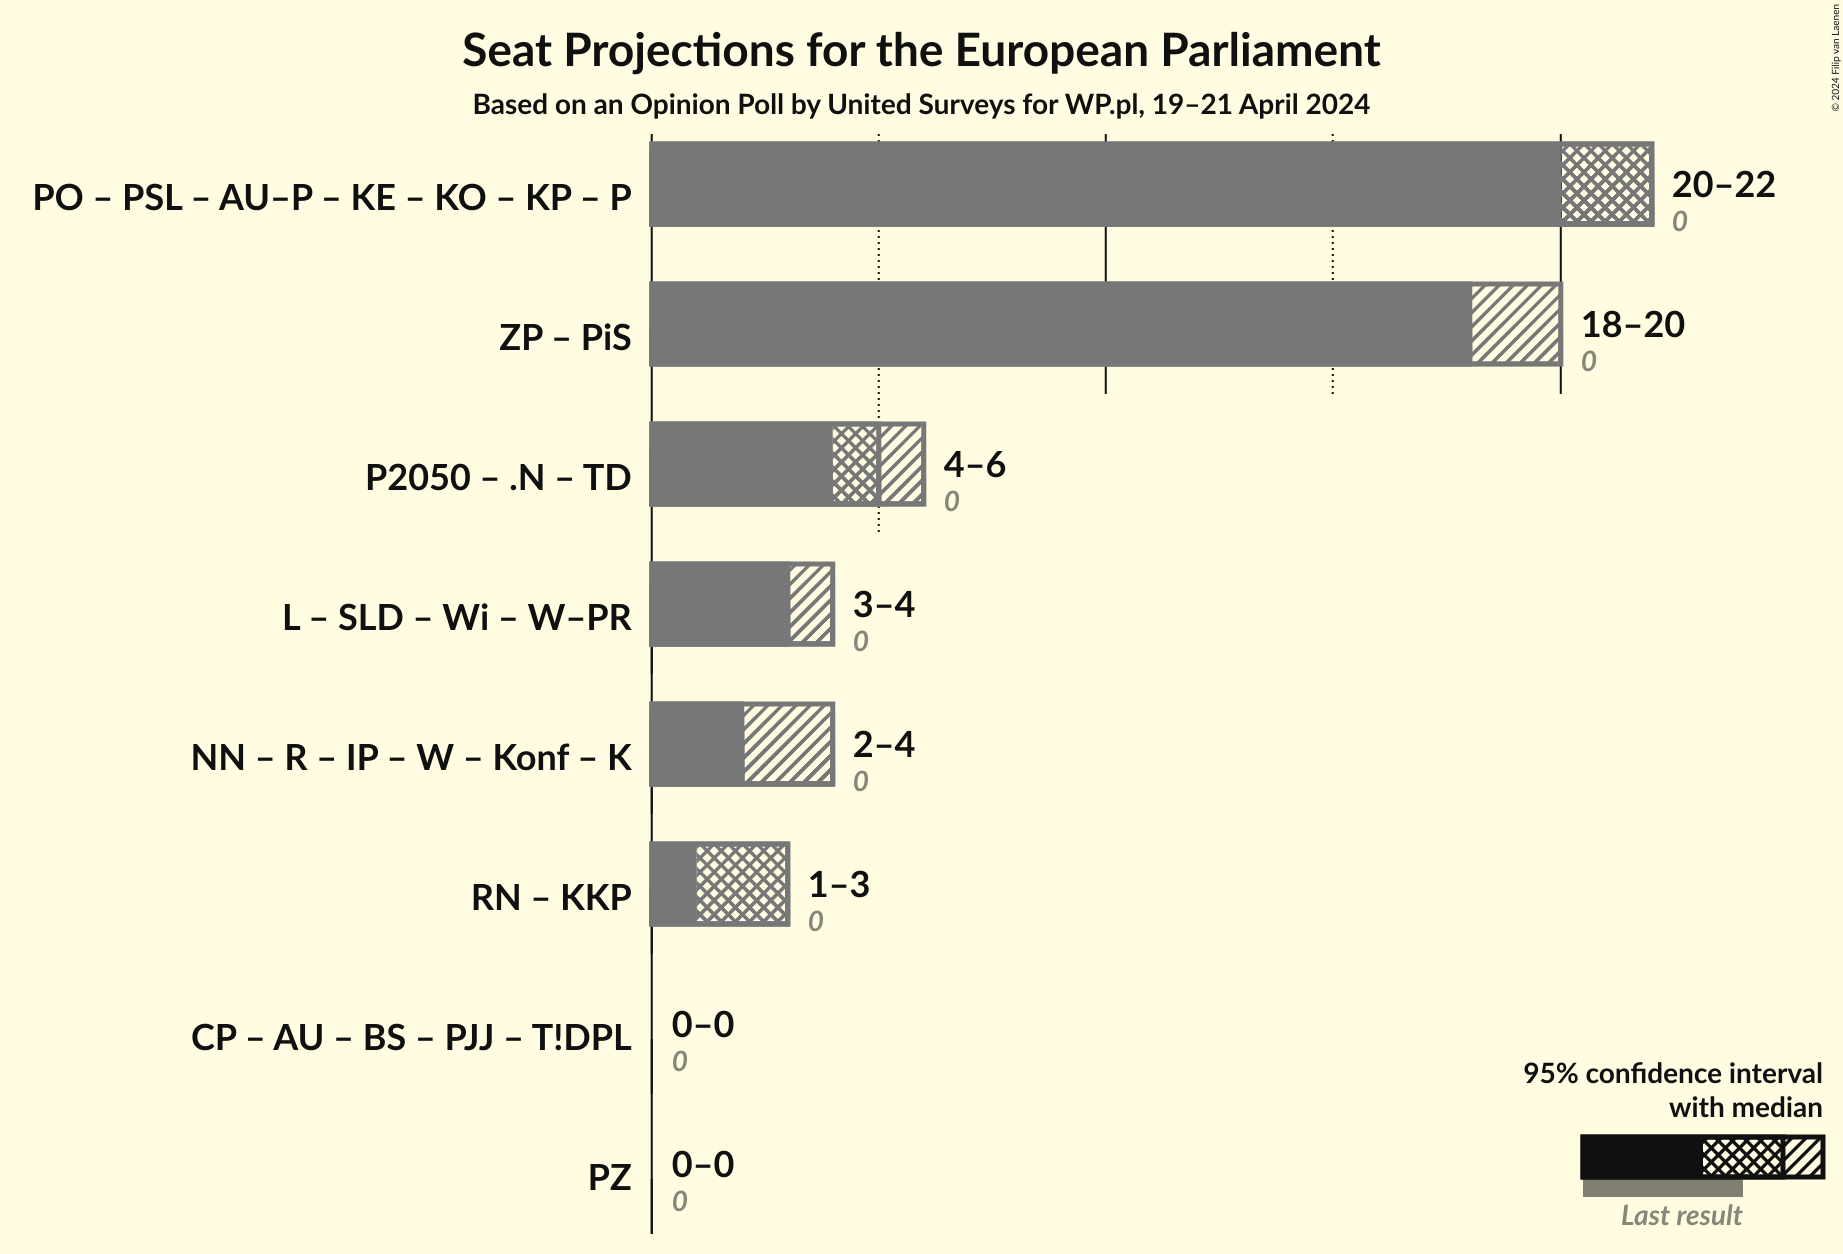 Seat Projections for the European Parliament
Based on an Opinion Poll by United Surveys for WP.pl, 19–21 April 2024
© 2024 Filip van Laenen
PO – PSL – AU–P – KE – KO – KP – P
20–22
0
ZP – PiS
18–20
0
P2050 – .N – TD
4–6
0
L – SLD – Wi – W–PR
3–4
0
NN – R – IP – W – Konf – K
2–4
0
RN – KKP
1–3
0
CP – AU – BS – PJJ – T!DPL
0–0
0
PZ
0–0
0
95% confidence interval
with median
Last result